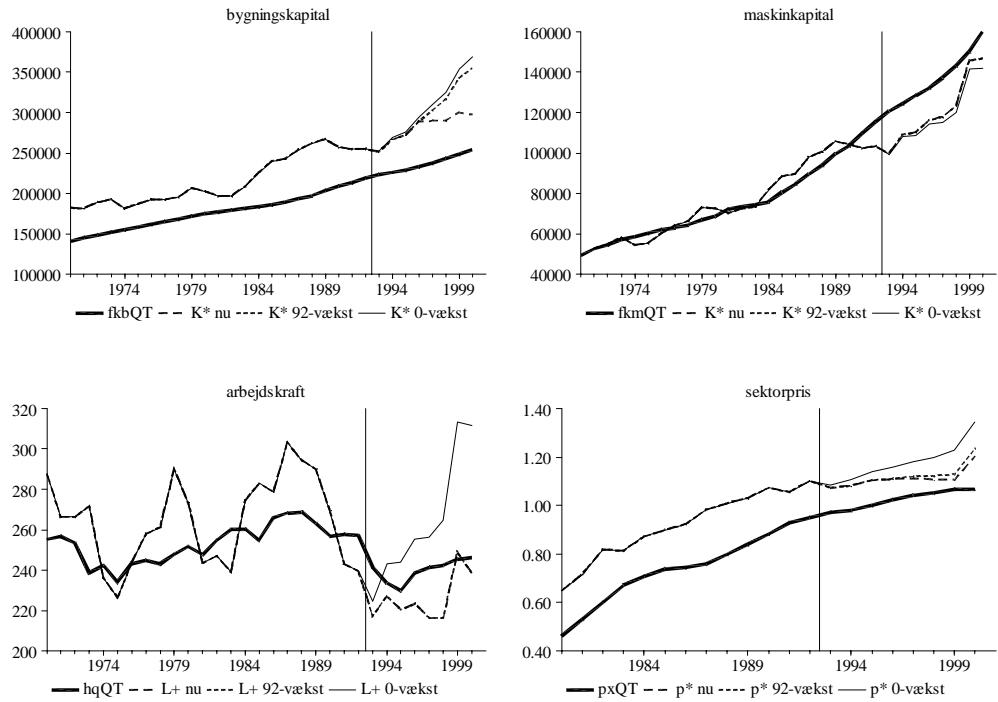 bygningskapital
400000
350000
300000
250000
200000
150000
100000
1974 1979 1984 1989 1994 1999
fkbQT K* nu K* 92-vækst K* 0-vækst
maskinkapital
160000
140000
120000
100000
80000
60000
40000
1974 1979 1984 1989 1994 1999
fkmQT K* nu K* 92-vækst K* 0-vækst
arbejdskraft
320
300
280
260
240
220
200
1974 1979 1984 1989 1994 1999
hqQT L+ nu L+ 92-vækst L+ 0-vækst
sektorpris
1.40
1.20
1.00
0.80
0.60
0.40
1984 1989 1994 1999
pxQT p* nu p* 92-vækst p* 0-vækst